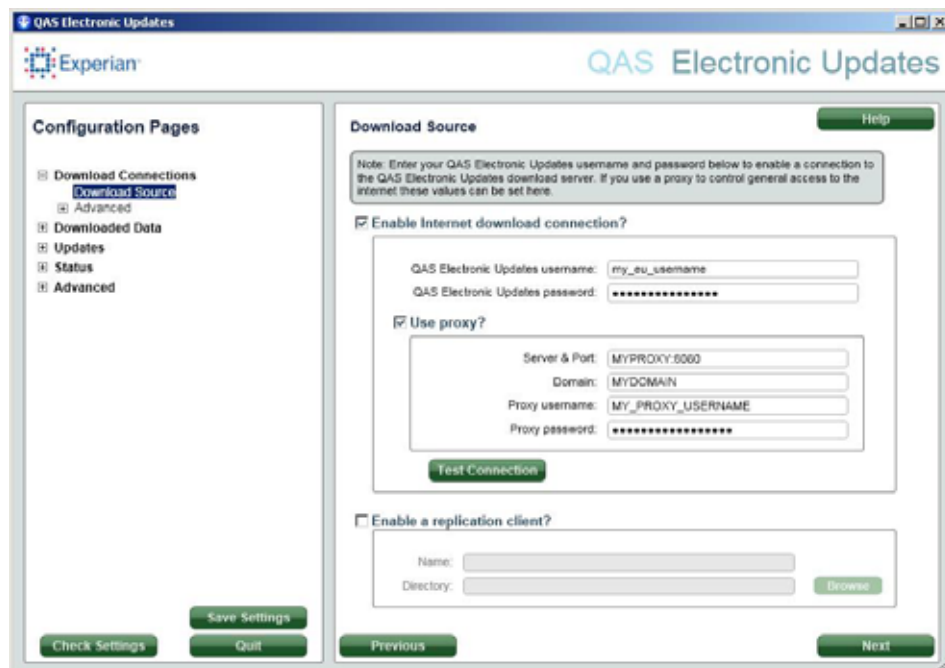 QAS Electronic Updates
Experian
QAS Electronic Updates
Configuration Pages
Download Connections
Download Source
Advanced
Downloaded Data
Updates
Status
Advanced
Save Settings
Check Settings
Quit
Download Source
Help
Note: Enter your QAS Electronic Updates username and password below to enable a connection to
the QAS Electronic Updates download server. If you use a proxy to control general access to the
internet these values can be set here.
Enable Internet download connection?
QAS Electronic Updates username: my_eu_username
QAS Electronic Updates password: •••••••••••••••
Use proxy?
Server & Port: MYPROXY:8080
Domain: MYDOMAIN
Proxy username: MY_PROXY_USERNAME
Proxy password: •••••••••••••••••
Test Connection
Enable a replication client?
Name:
Directory:
Browse
Previous
Next